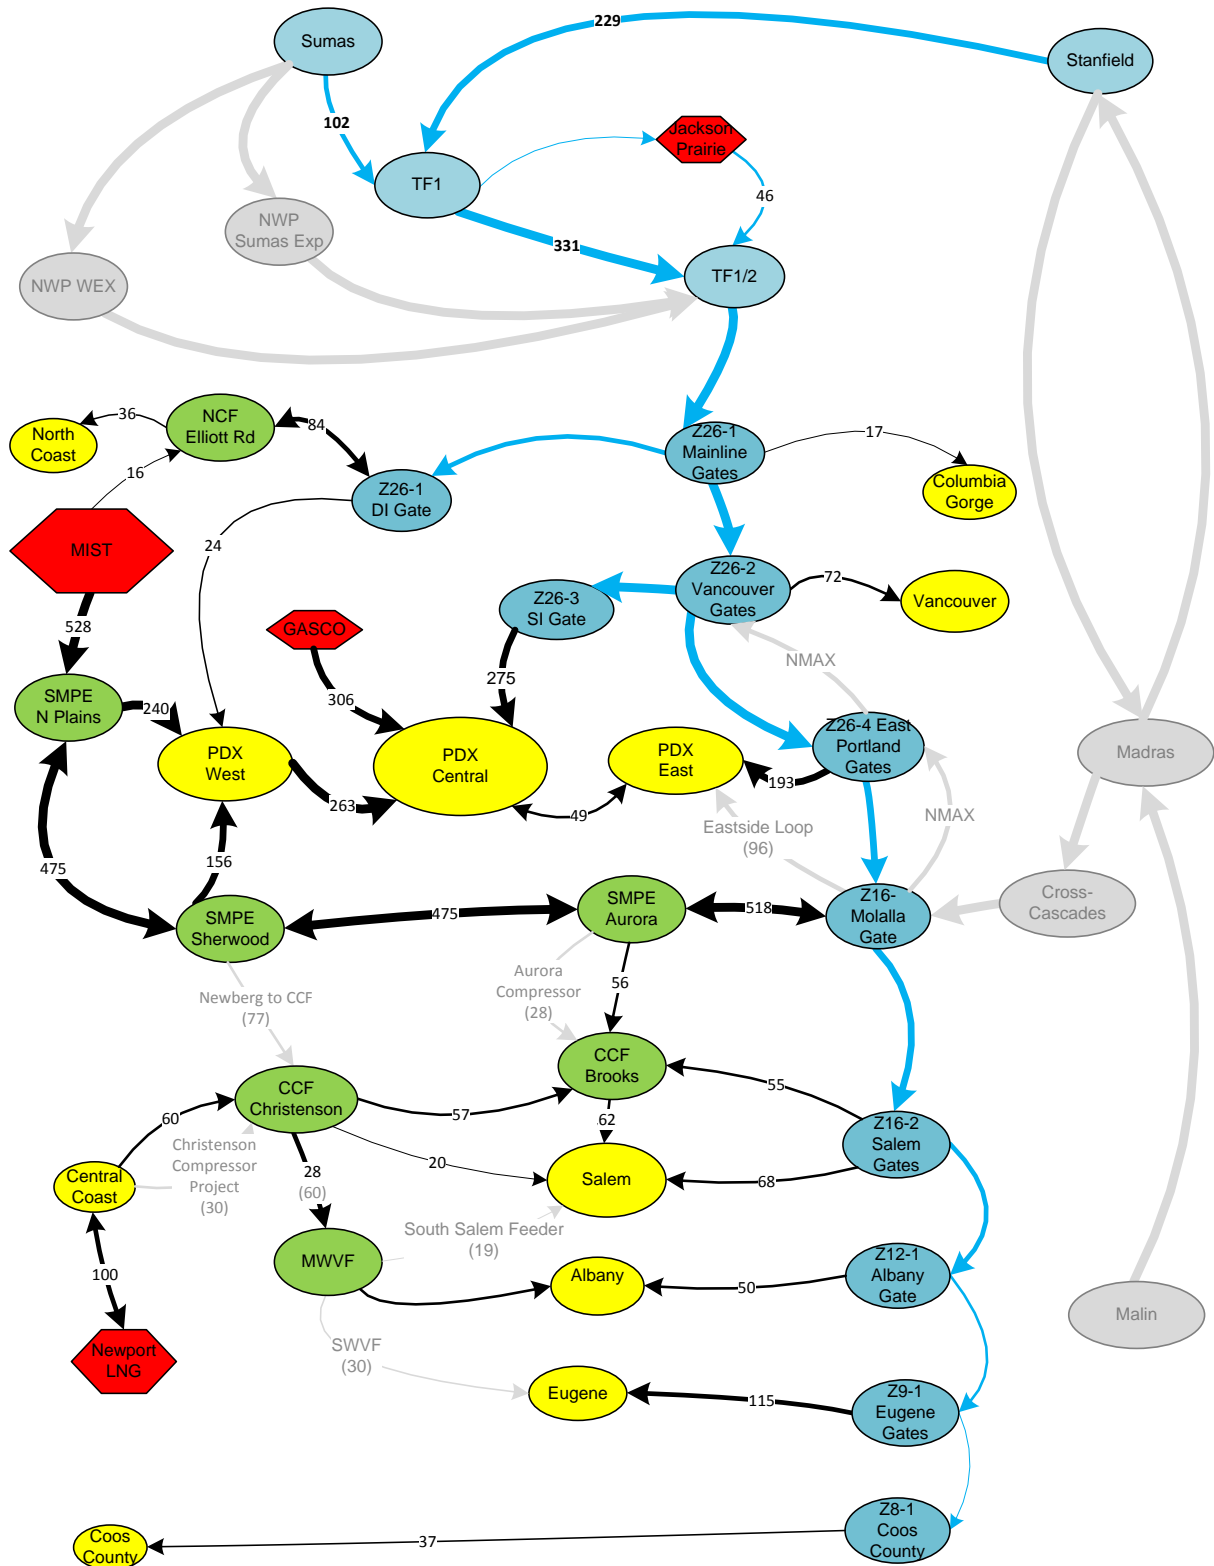 229
Sumas
Stanfield
102
Jackson
Prairie
TF1
46
NWP
Sumas Exp
331
NWP WEX
TF1/2
36
NCF
Elliott Rd
84
North
Coast
Z26-1
Mainline
Gates
17
16
Z26-1
DI Gate
Columbia
Gorge
MIST
24
Z26-2
Vancouver
Gates
72
Z26-3
SI Gate
Vancouver
GASCO
528
NMAX
275
SMPE
N Plains
240
306
Z26-4 East
Portland
Gates
PDX
West
PDX
Central
PDX
East
Madras
193
263
49
NMAX
Eastside Loop
(96)
156
475
SMPE
Sherwood
475
SMPE
Aurora
518
Z16-
Molalla
Gate
Cross-
Cascades
Aurora
Compressor
(28)
56
Newberg to CCF
(77)
CCF
Brooks
CCF
Christenson
55
57
60
62
Z16-2
Salem
Gates
Christenson
Compressor
Project
(30)
Central
Coast
28
(60)
20
Salem
68
South Salem Feeder
(19)
MWVF
Z12-1
Albany
Gate
Albany
50
100
Malin
Newport
LNG
SWVF
(30)
Eugene
115
Z9-1
Eugene
Gates
Z8-1
Coos
County
Coos
County
37